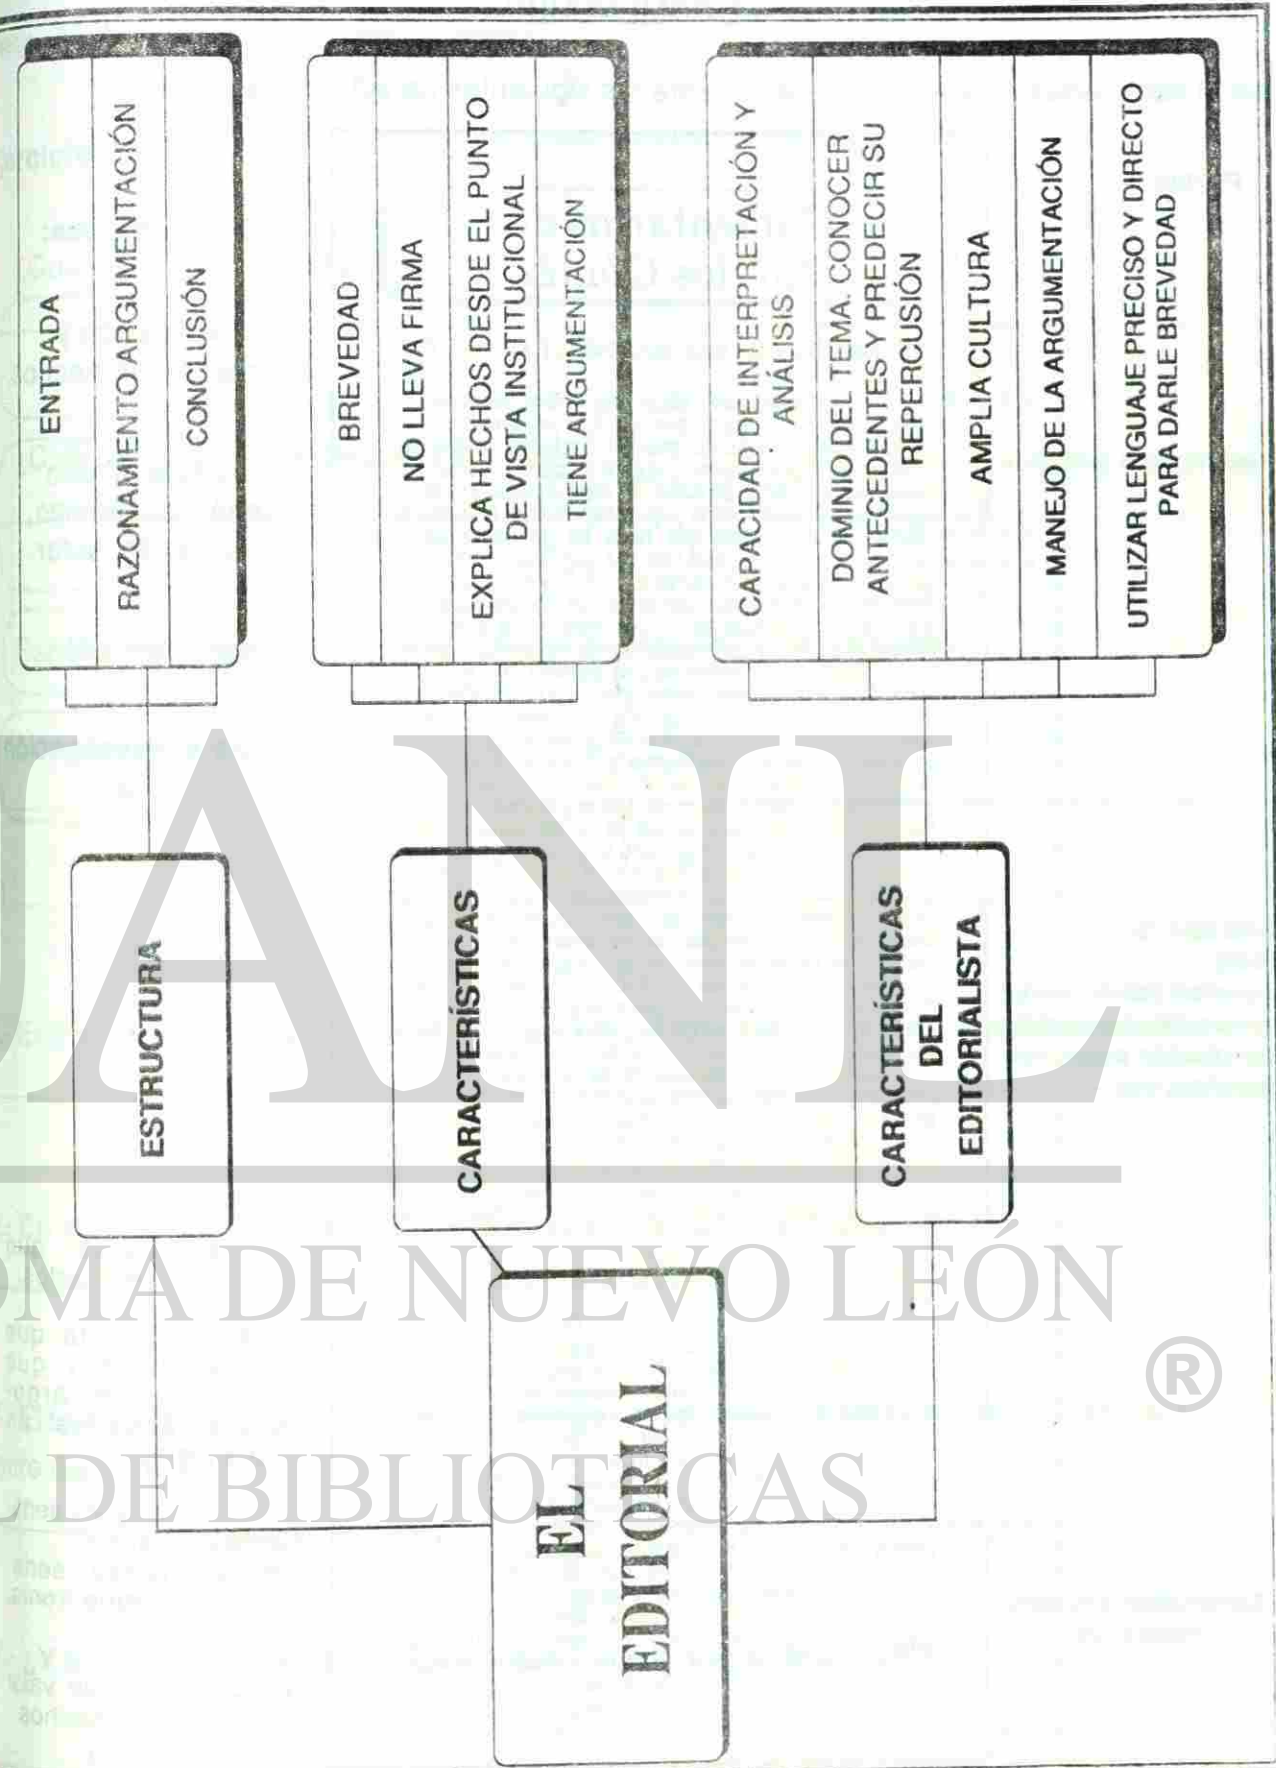 EL
EDITORIAL
ESTRUCTURA
ENTRADA
RAZONAMIENTO ARGUMENTACIÓN
CONCLUSIÓN
CARACTERÍSTICAS
BREVEDAD
NO LLEVA FIRMA
EXPLICA HECHOS DESDE EL PUNTO
DE VISTA INSTITUCIONAL
TIENE ARGUMENTACIÓN
CARACTERÍSTICAS
DEL
EDITORIALISTA
CAPACIDAD DE INTERPRETACIÓN Y
ANÁLISIS
DOMINIO DEL TEMA. CONOCER
ANTECEDENTES Y PREDECIR SU
REPERCUSIÓN
AMPLIA CULTURA
MANEJO DE LA ARGUMENTACIÓN
UTILIZAR LENGUAJE PRECISO Y DIRECTO
PARA DARLE BREVEDAD
UANL
OMA DE NUEVO LEÓN
®
L DE BIBLIOTECAS